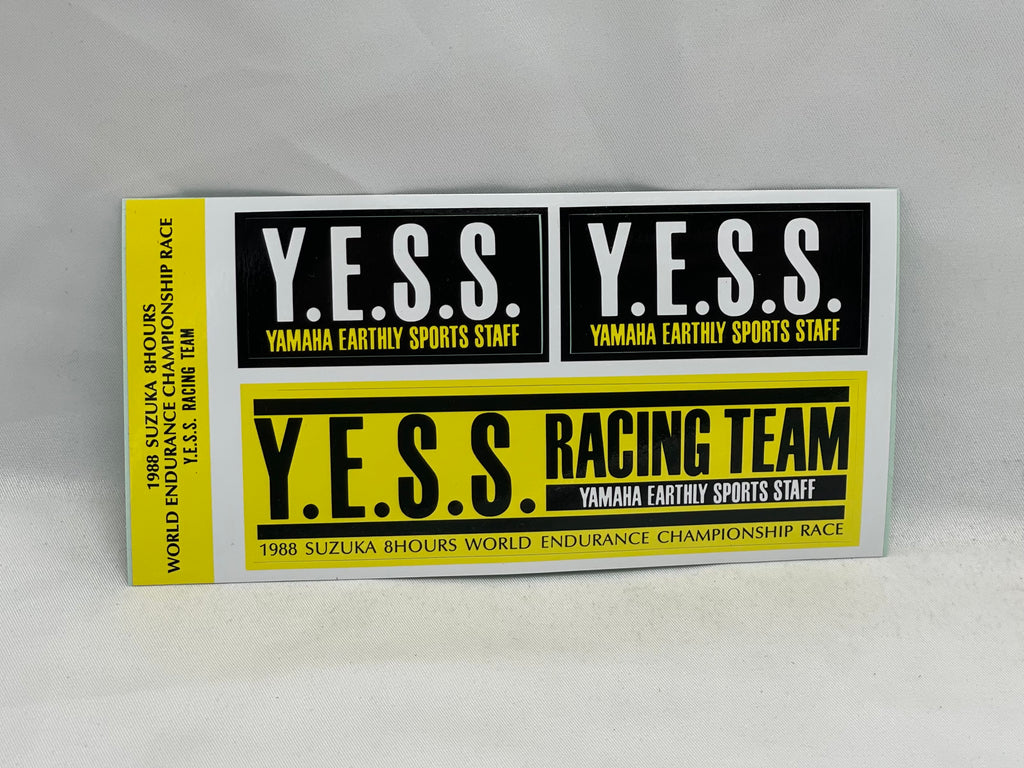 1988 SUZUKA 8HOURS
WORLD ENDURANCE CHAMPIONSHIP RACE
Y.E.S.S. RACING TEAM
Y.E.S.S.
YAMAHA EARTHLY SPORTS STAFF
Y.E.S.S.
YAMAHA EARTHLY SPORTS STAFF
Y.E.S.S. RACING TEAM
YAMAHA EARTHLY SPORTS STAFF
1988 SUZUKA 8HOURS WORLD ENDURANCE CHAMPIONSHIP RACE